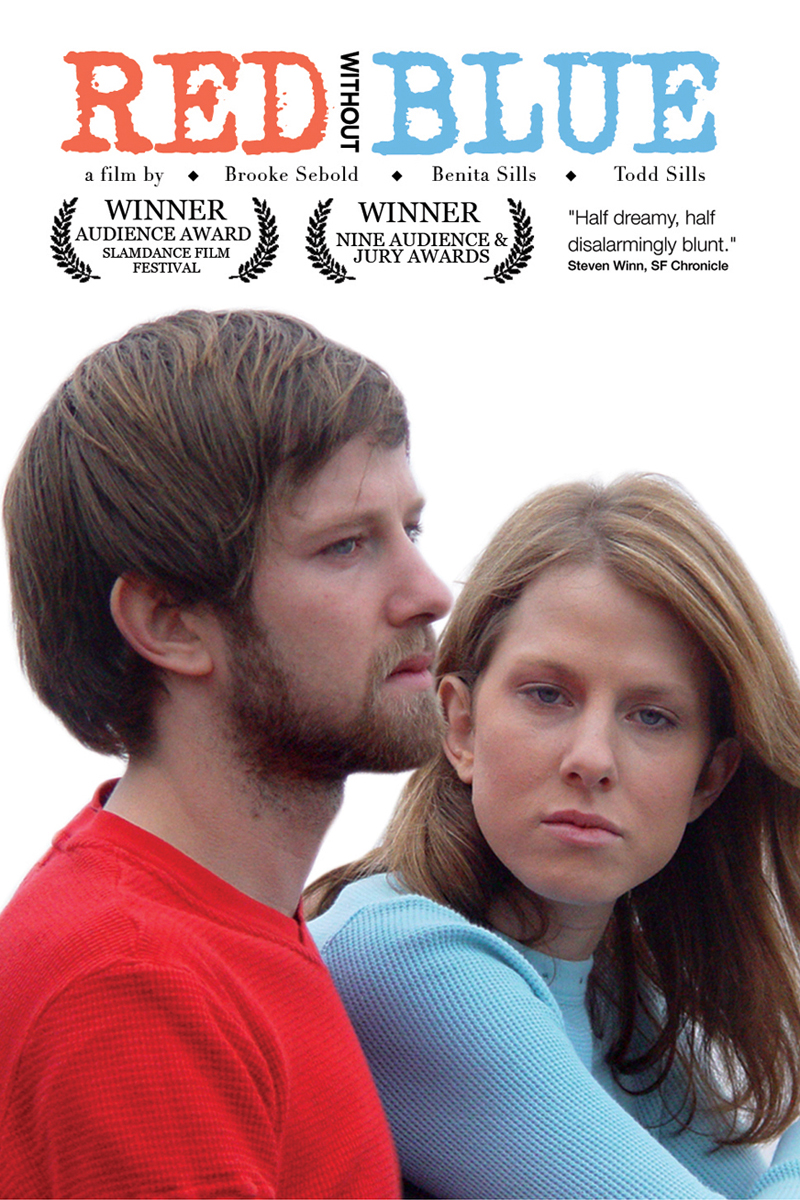 RED WITHOUT BLUE
a film by ◆ Brooke Sebold ◆ Benita Sills ◆ Todd Sills
WINNER
AUDIENCE AWARD
SLAMDANCE FILM
FESTIVAL
WINNER
NINE AUDIENCE &
JURY AWARDS
"Half dreamy, half
disalarmingly blunt."
Steven Winn, SF Chronicle